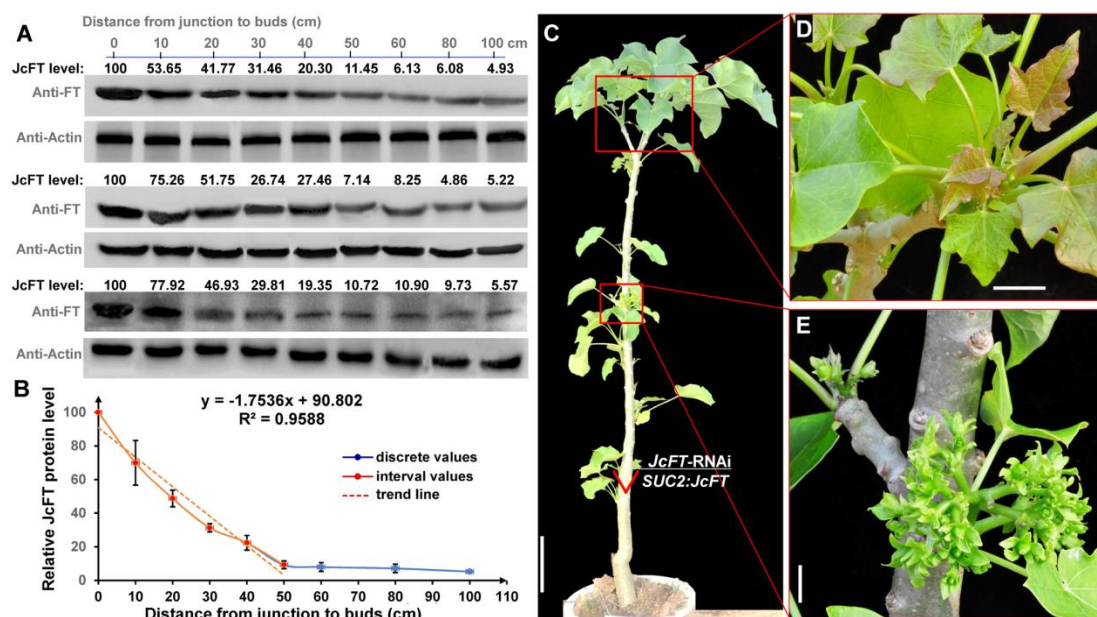 A
Distance from junction to buds (cm)
0 10 20 30 40 50 60 80 100 cm
JcFT level: 100 53.65 41.77 31.46 20.30 11.45 6.13 6.08 4.93
Anti-FT
Anti-Actin
JcFT level: 100 75.26 51.75 26.74 27.46 7.14 8.25 4.86 5.22
Anti-FT
Anti-Actin
JcFT level: 100 77.92 46.93 29.81 19.35 10.72 10.90 9.73 5.57
Anti-FT
Anti-Actin
B
Relative JcFT protein level
100
80
60
40
20
0
y = -1.7536x + 90.802
R² = 0.9588
discrete values
interval values
trend line
0 10 20 30 40 50 60 70 80 90 100 110
Distance from junction to buds (cm)
C
JcFT-RNAi
SUC2:JcFT
D
E